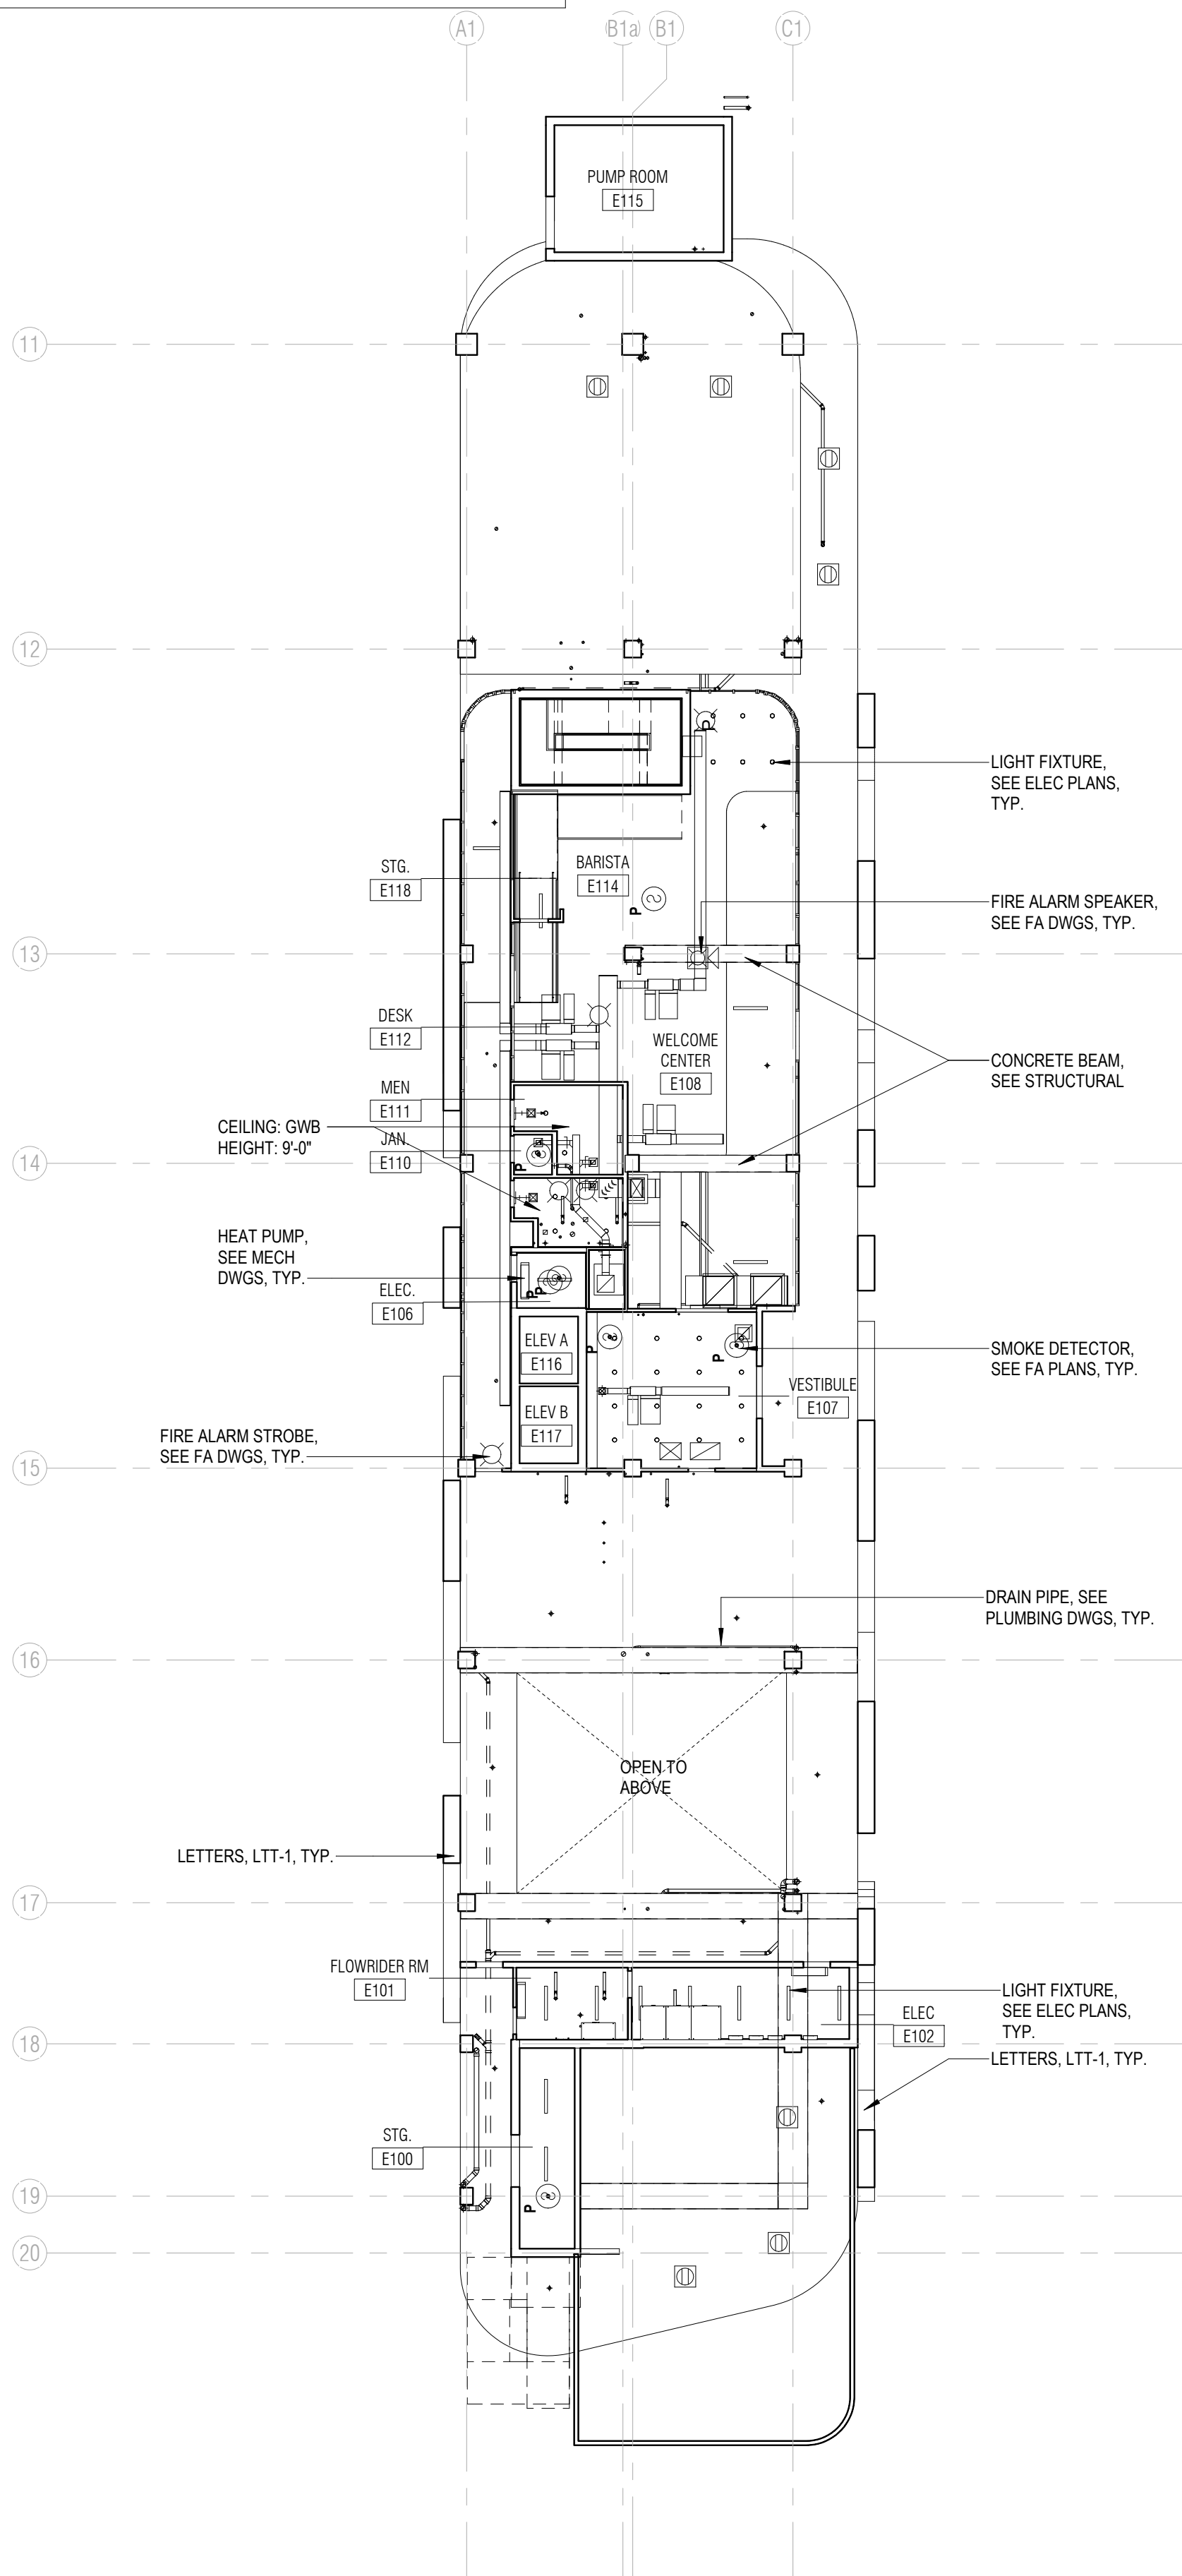 A1
B1a
B1
C1
PUMP ROOM
E115
11
12
LIGHT FIXTURE,
SEE ELEC PLANS,
TYP.
STG.
E118
BARISTA
E114
P
FIRE ALARM SPEAKER,
SEE FA DWGS, TYP.
13
DESK
E112
WELCOME
CENTER
E108
CONCRETE BEAM,
SEE STRUCTURAL
MEN
E111
CEILING: GWB
HEIGHT: 9'-0"
JAN.
E110
P
14
HEAT PUMP,
SEE MECH
DWGS, TYP.
ELEC.
E106
P
P
ELEV A
E116
P
P
SMOKE DETECTOR,
SEE FA PLANS, TYP.
VESTIBULE
E107
ELEV B
E117
FIRE ALARM STROBE,
SEE FA DWGS, TYP.
15
DRAIN PIPE, SEE
PLUMBING DWGS, TYP.
16
OPEN TO
ABOVE
LETTERS, LTT-1, TYP.
17
FLOWRIDER RM
E101
LIGHT FIXTURE,
SEE ELEC PLANS,
TYP.
ELEC
E102
18
LETTERS, LTT-1, TYP.
STG.
E100
19
P
20